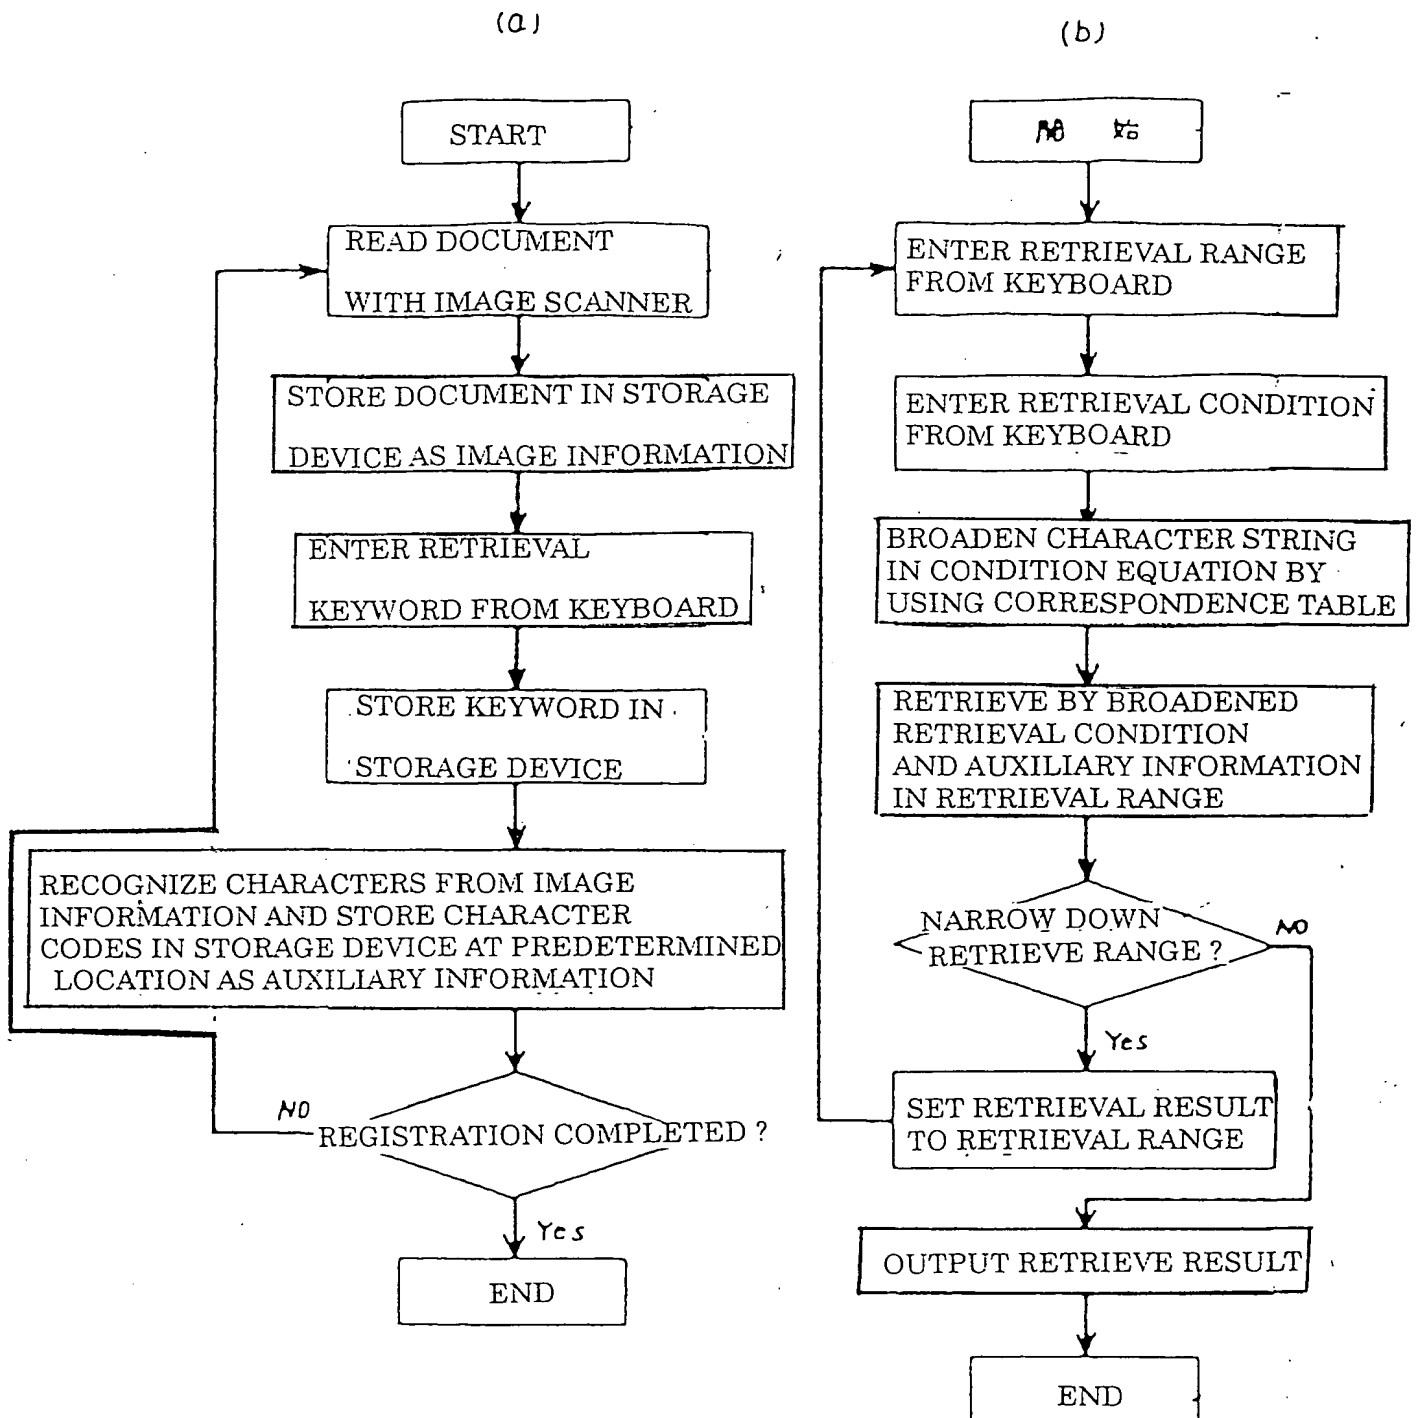 (a)
START
READ DOCUMENT
WITH IMAGE SCANNER
STORE DOCUMENT IN STORAGE
DEVICE AS IMAGE INFORMATION
ENTER RETRIEVAL
KEYWORD FROM KEYBOARD
STORE KEYWORD IN
STORAGE DEVICE
RECOGNIZE CHARACTERS FROM IMAGE
INFORMATION AND STORE CHARACTER
CODES IN STORAGE DEVICE AT PREDETERMINED
LOCATION AS AUXILIARY INFORMATION
NO
REGISTRATION COMPLETED ?
Yes
END
(b)
開 始
ENTER RETRIEVAL RANGE
FROM KEYBOARD
ENTER RETRIEVAL CONDITION
FROM KEYBOARD
BROADEN CHARACTER STRING
IN CONDITION EQUATION BY
USING CORRESPONDENCE TABLE
RETRIEVE BY BROADENED
RETRIEVAL CONDITION
AND AUXILIARY INFORMATION
IN RETRIEVAL RANGE
NARROW DOWN
RETRIEVE RANGE ?
NO
Yes
SET RETRIEVAL RESULT
TO RETRIEVAL RANGE
OUTPUT RETRIEVE RESULT
END